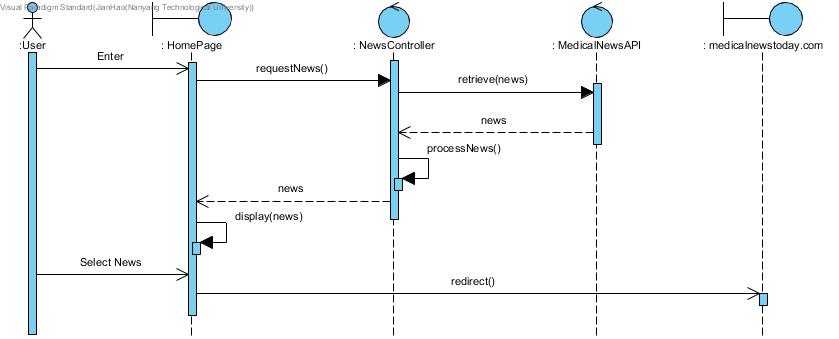 Visual Paradigm Standard(JianHao(Nanyang Technological University))
:User
: HomePage
: NewsController
: MedicalNewsAPI
: medicalnewstoday.com
Enter
requestNews()
retrieve(news)
news
processNews()
news
display(news)
Select News
redirect()